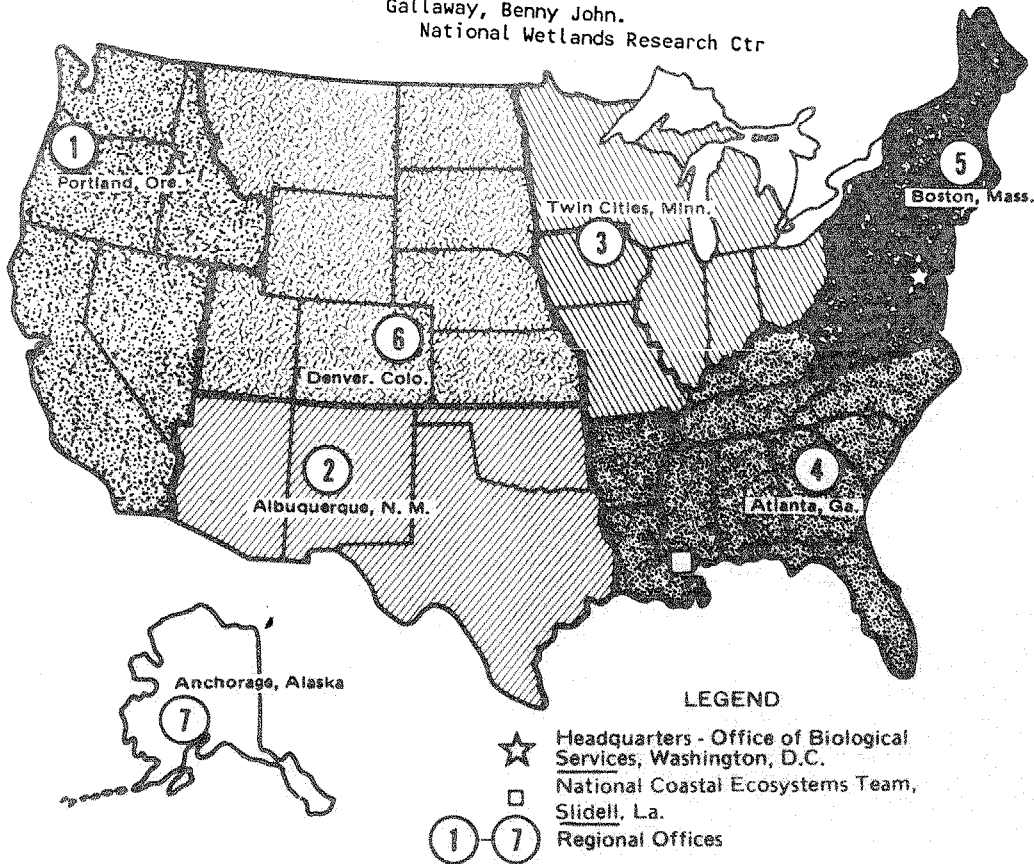 Gallaway, Benny John.
National Wetlands Research Ctr
1
Portland, Ore.
5
Boston, Mass.
Twin Cities, Minn.
3
6
Denver. Colo.
2
Albuquerque, N. M.
4
Atlanta, Ga.
Anchorage, Alaska
7
LEGEND
Headquarters - Office of Biological
Services, Washington, D.C.
National Coastal Ecosystems Team,
Slidell, La.
1-7 Regional Offices